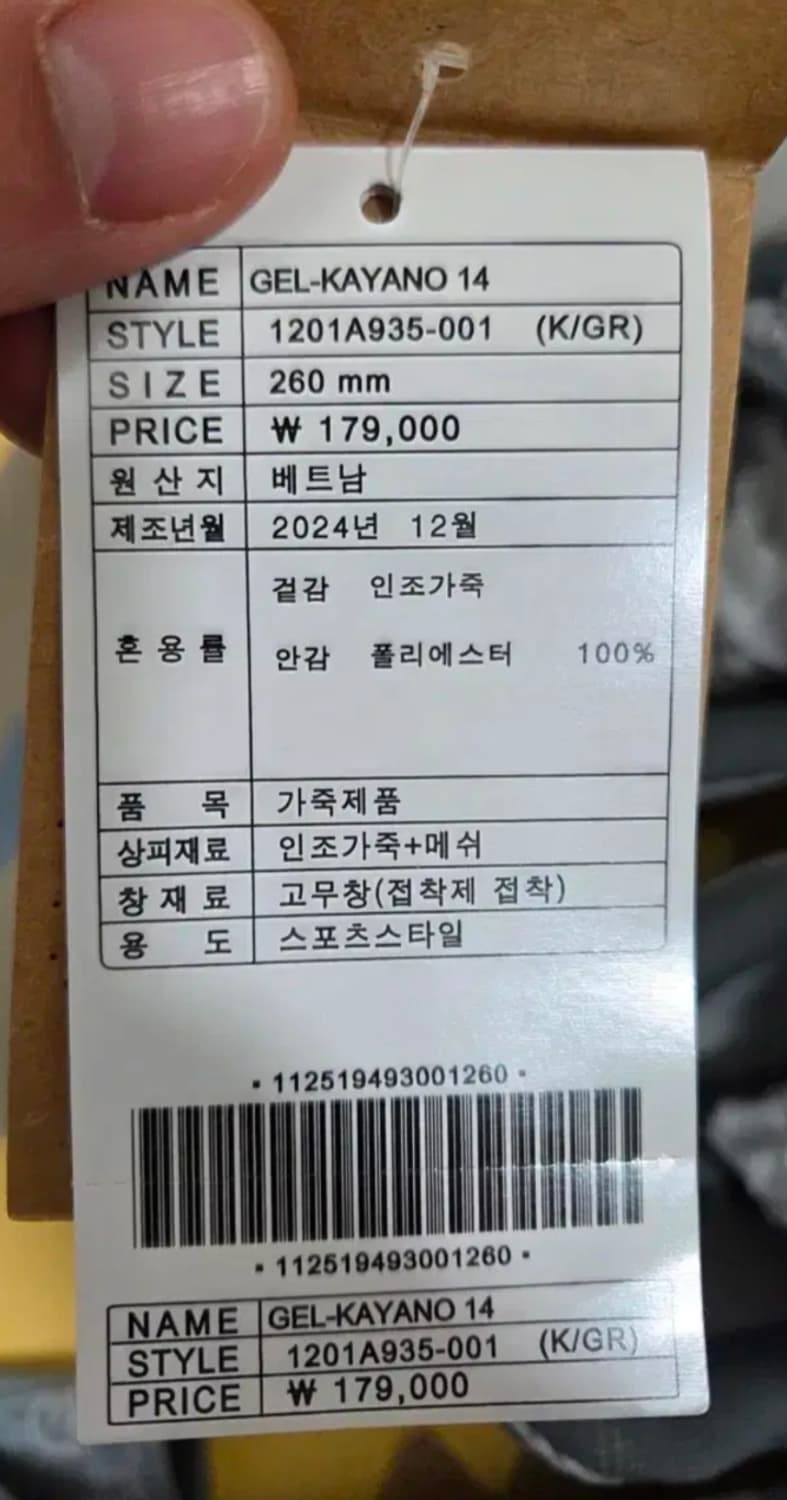 NAME GEL-KAYANO 14
STYLE 1201A935-001 (K/GR)
SIZE 260 mm
PRICE ₩ 179,000
원산지 베트남
제조년월 2024년 12월
겉감 인조가죽
혼용률
안감 폴리에스터 100%
품목 가죽제품
상피재료 인조가죽+메쉬
창재료 고무창(접착제 접착)
용도 스포츠스타일
▪ 112519493001260 ▪
▪ 112519493001260 ▪
NAME GEL-KAYANO 14
STYLE 1201A935-001 (K/GR)
PRICE ₩ 179,000